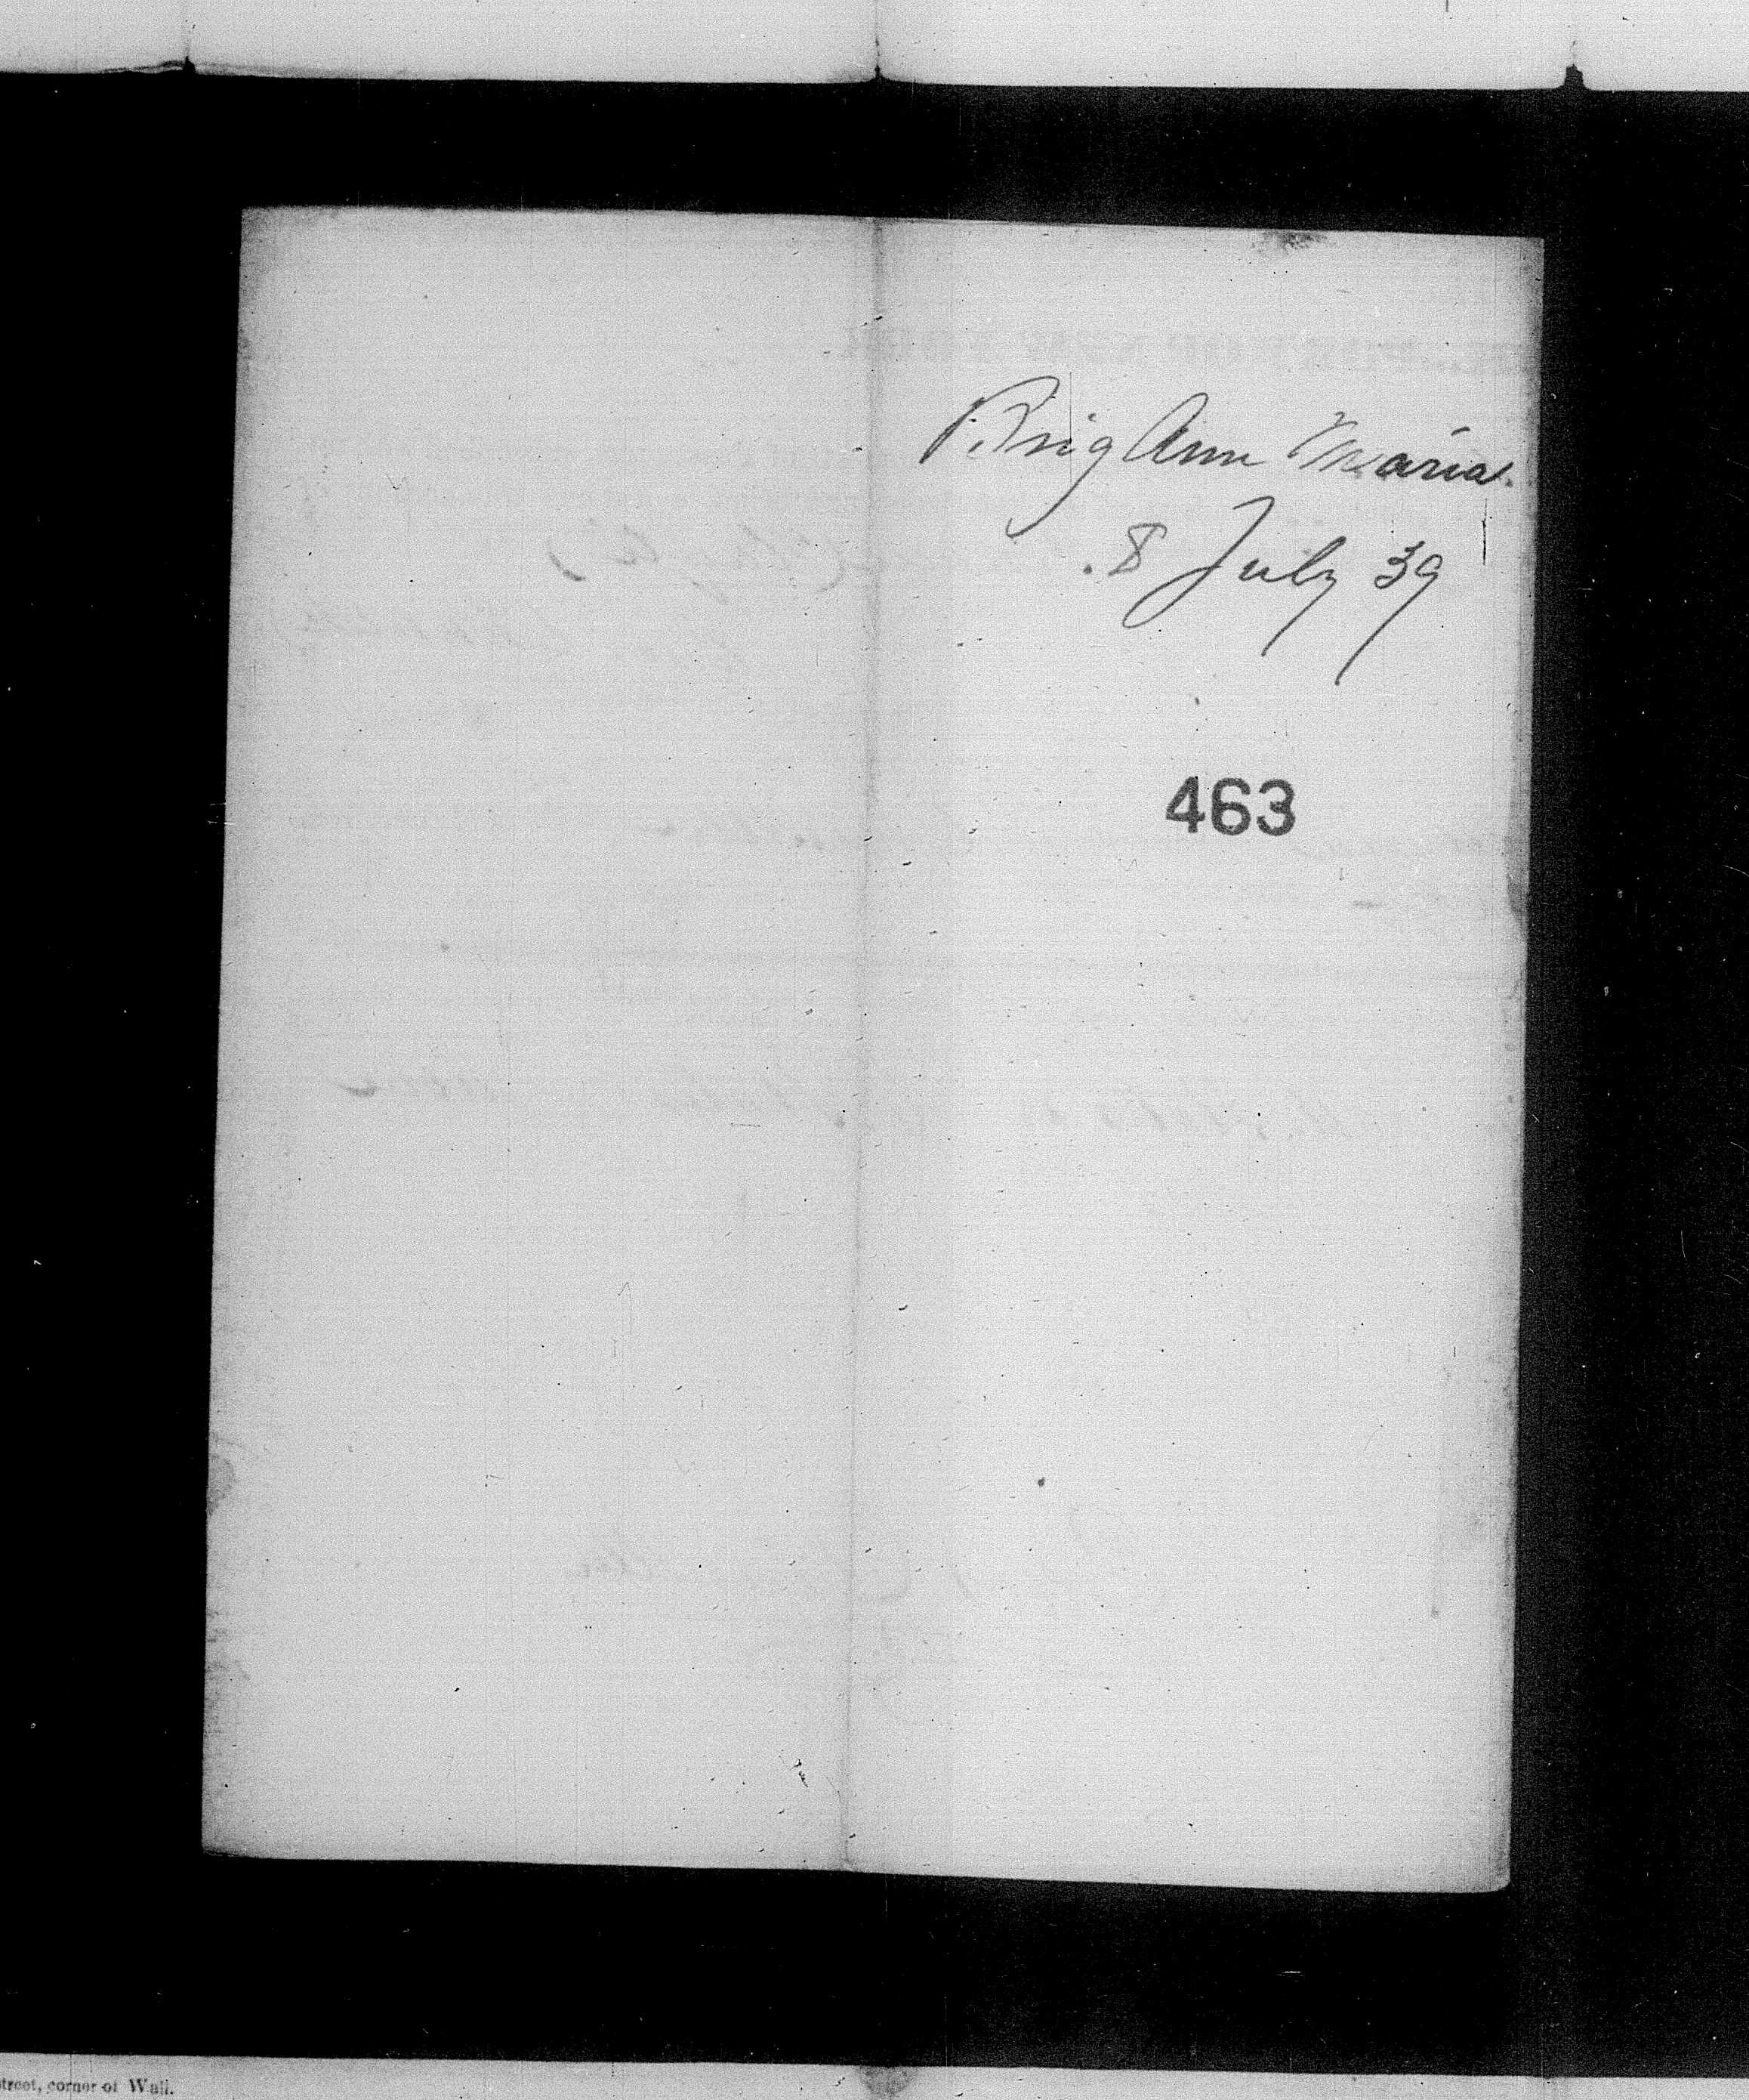 Brig Ann Maria.
8 July 39
463
street, corner of Wall.